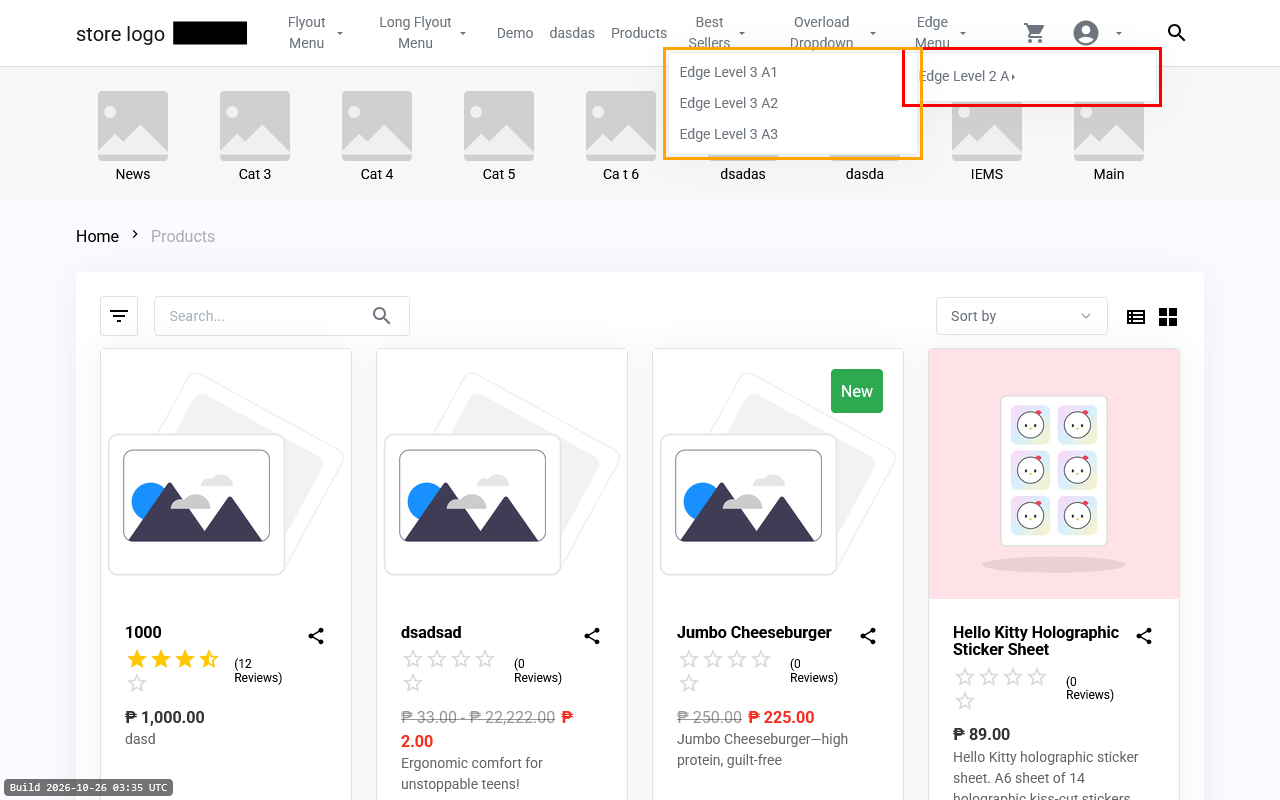 store logo
Flyout Menu
Long Flyout Menu
Demo
dasdas
Products
Best Sellers
Overload Dropdown
Edge Menu
Edge Level 3 A1
Edge Level 3 A2
Edge Level 3 A3
Edge Level 2 A
News
Cat 3
Cat 4
Cat 5
Ca t 6
dsadas
dasda
IEMS
Main
Home
Products
Search...
Sort by
New
1000
(12
Reviews)
₱ 1,000.00
dasd
dsadsad
(0
Reviews)
₱ 33.00 - ₱ 22,222.00 ₱
2.00
Ergonomic comfort for
unstoppable teens!
Jumbo Cheeseburger
(0
Reviews)
₱ 250.00 ₱ 225.00
Jumbo Cheeseburger—high
protein, guilt-free
Hello Kitty Holographic
Sticker Sheet
(0
Reviews)
₱ 89.00
Hello Kitty holographic sticker
sheet. A6 sheet of 14
holographic kiss-cut stickers
Build 2026-10-26 03:35 UTC